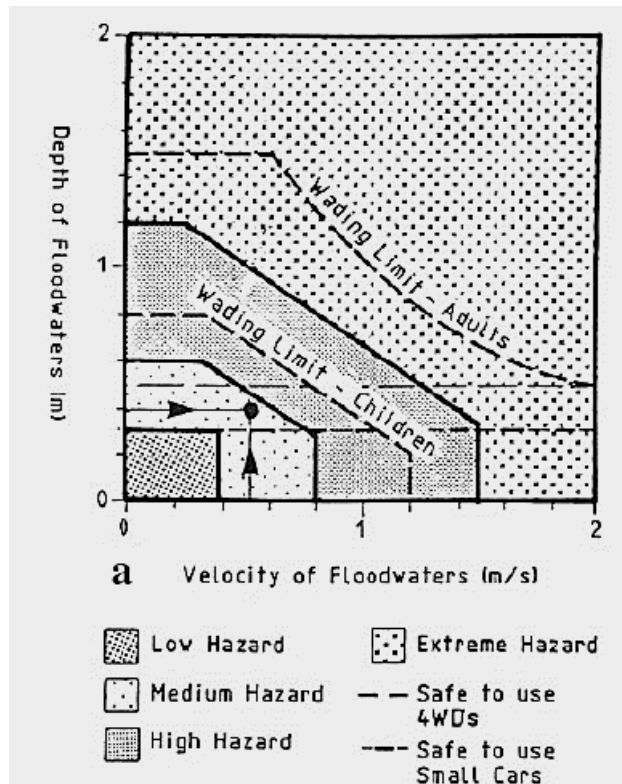 2
Depth of Floodwaters (m)
1
0
Wading Limit - Adults
Wading Limit - Children
0
1
2
a Velocity of Floodwaters (m/s)
Low Hazard
Medium Hazard
High Hazard
Extreme Hazard
Safe to use
4WDs
Safe to use
Small Cars